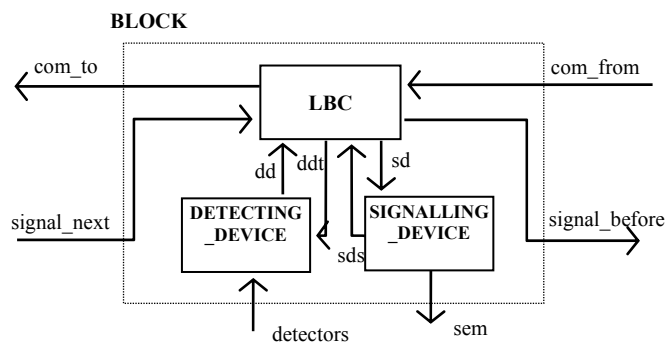 BLOCK
com_to
com_from
LBC
dd
ddt
sd
signal_next
DETECTING
_DEVICE
SIGNALLING
_DEVICE
signal_before
sds
detectors
sem